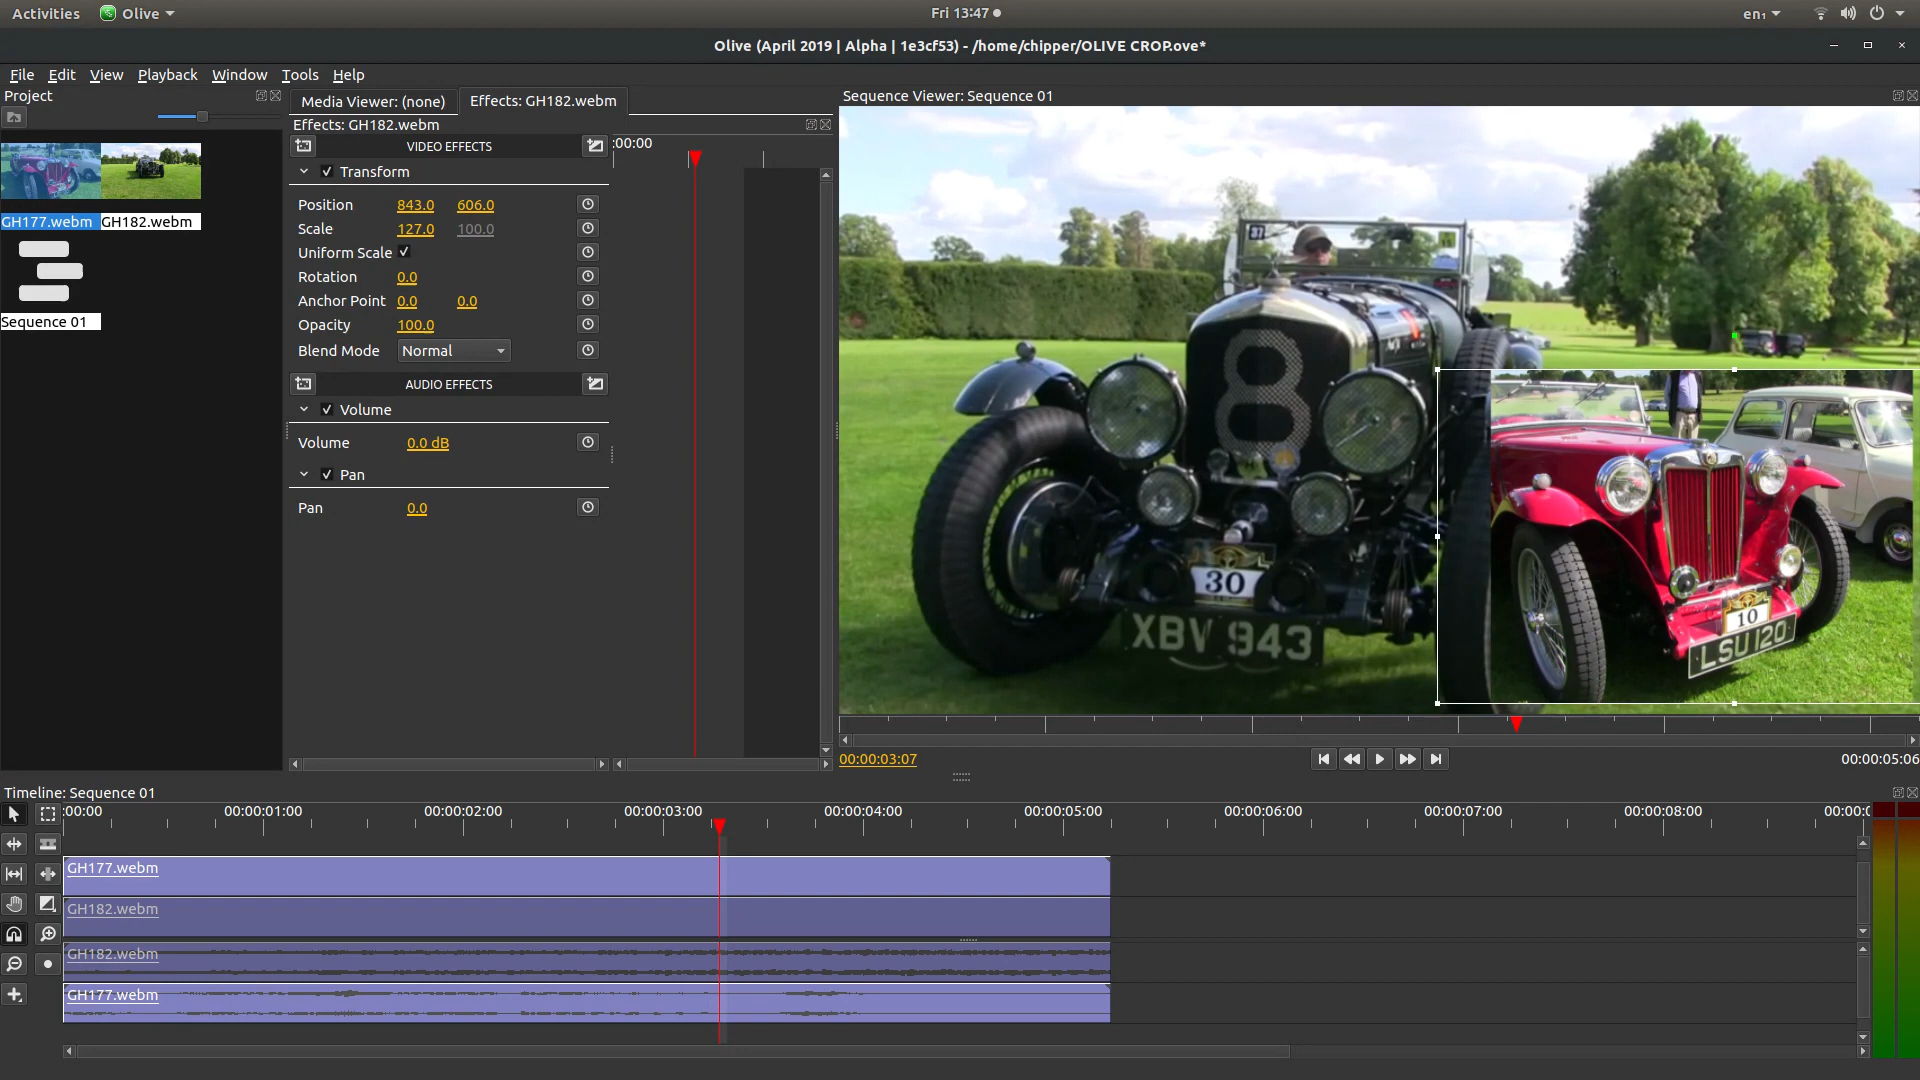 Activities Olive Fri 13:47 en₁
Olive (April 2019 | Alpha | 1e3cf53) - /home/chipper/OLIVE CROP.ove*
File Edit View Playback Window Tools Help
Project
GH177.webm GH182.webm
Sequence 01
Media Viewer: (none) Effects: GH182.webm
Effects: GH182.webm
VIDEO EFFECTS :00:00
Transform
Position 843.0 606.0
Scale 127.0 100.0
Uniform Scale
Rotation 0.0
Anchor Point 0.0 0.0
Opacity 100.0
Blend Mode Normal
AUDIO EFFECTS
Volume
Volume 0.0 dB
Pan
Pan 0.0
Sequence Viewer: Sequence 01
37
8
30
XBV 943
10
LSU 120
00:00:03:07 00:00:05:06
Timeline: Sequence 01
:00:00 00:00:01:00 00:00:02:00 00:00:03:00 00:00:04:00 00:00:05:00 00:00:06:00 00:00:07:00 00:00:08:00 00:00:0
GH177.webm
GH182.webm
GH182.webm
GH177.webm